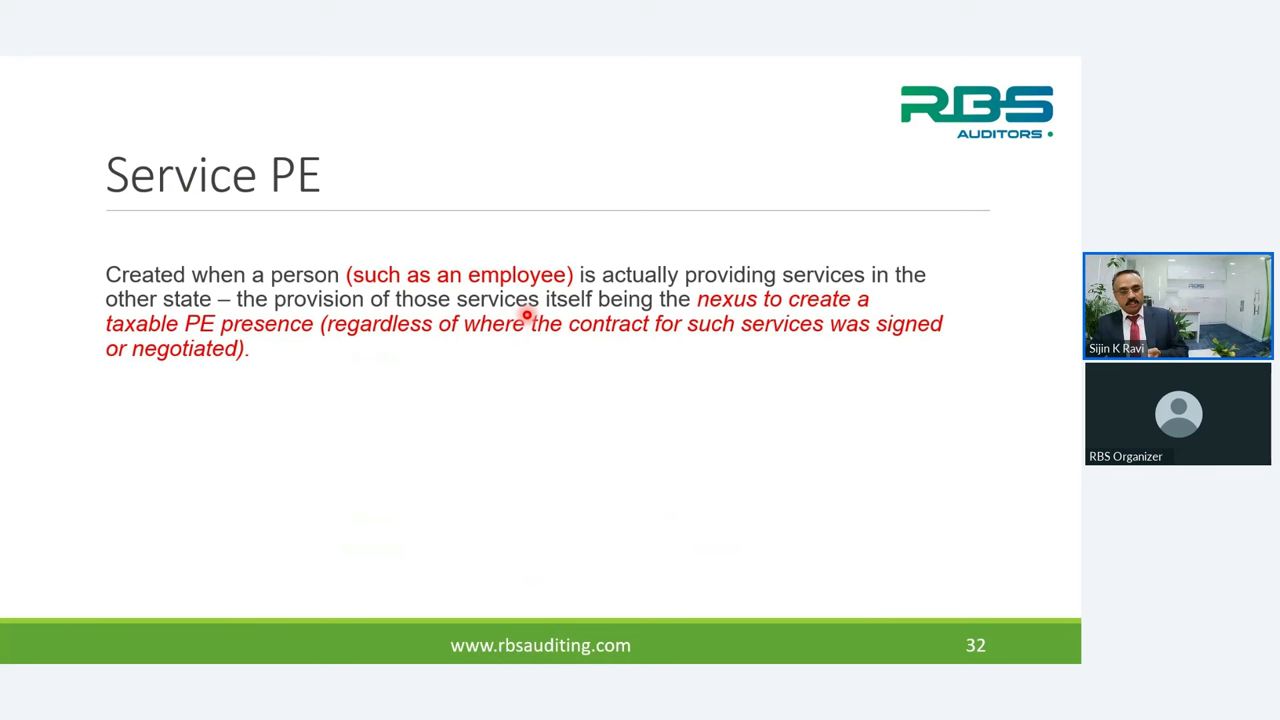 RBS
AUDITORS
Service PE
Created when a person (such as an employee) is actually providing services in the
other state – the provision of those services itself being the nexus to create a
taxable PE presence (regardless of where the contract for such services was signed
or negotiated).
RBS
Sijin K Ravi
RBS Organizer
www.rbsauditing.com
32